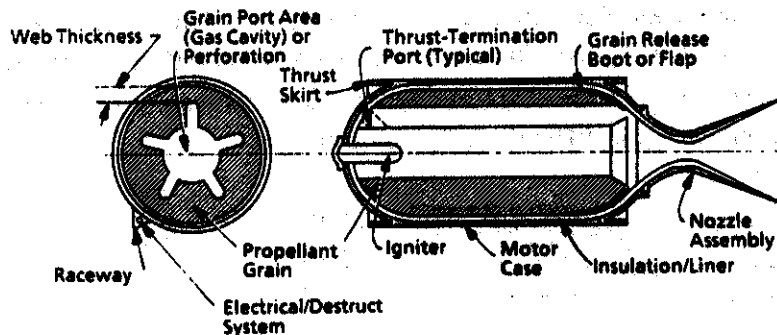 Web Thickness
Grain Port Area
(Gas Cavity) or
Perforation
Thrust-Termination
Port (Typical)
Grain Release
Boot or Flap
Thrust
Skirt
Propellant
Grain
Raceway
Electrical/Destruct
System
Igniter
Motor
Case
Insulation/Liner
Nozzle
Assembly